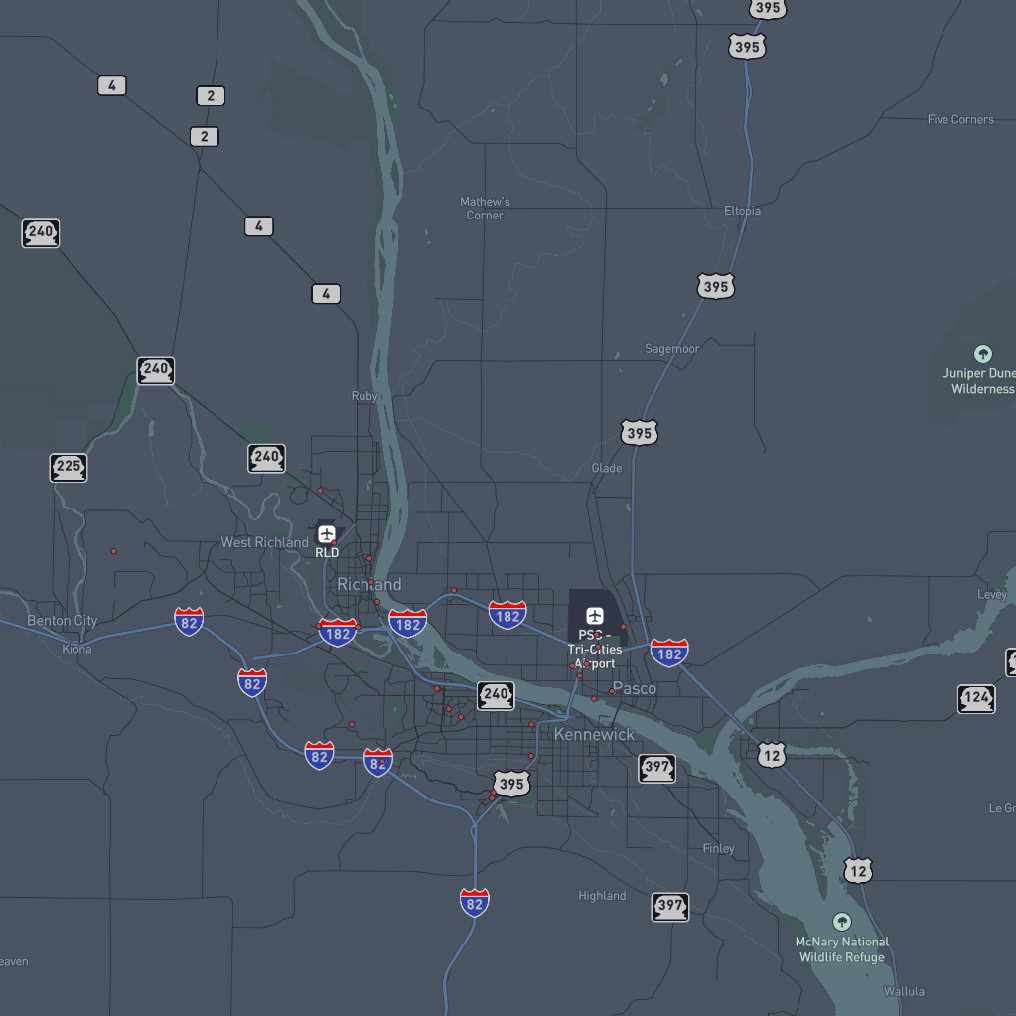 395
395
4
2
Five Corners
2
Mathew's
Corner
Eltopia
240
4
395
4
Sagemoor
Juniper Dune
Wilderness
240
Ruby
395
240
225
Glade
West Richland
RLD
Richland
Levey
Benton City
82
182
182
182
PSC -
Tri-Cities
Airport
Kiona
182
82
240
Pasco
124
Kennewick
82
82
397
12
395
Le Gr
Finley
12
82
Highland
397
McNary National
Wildlife Refuge
eaven
Wallula